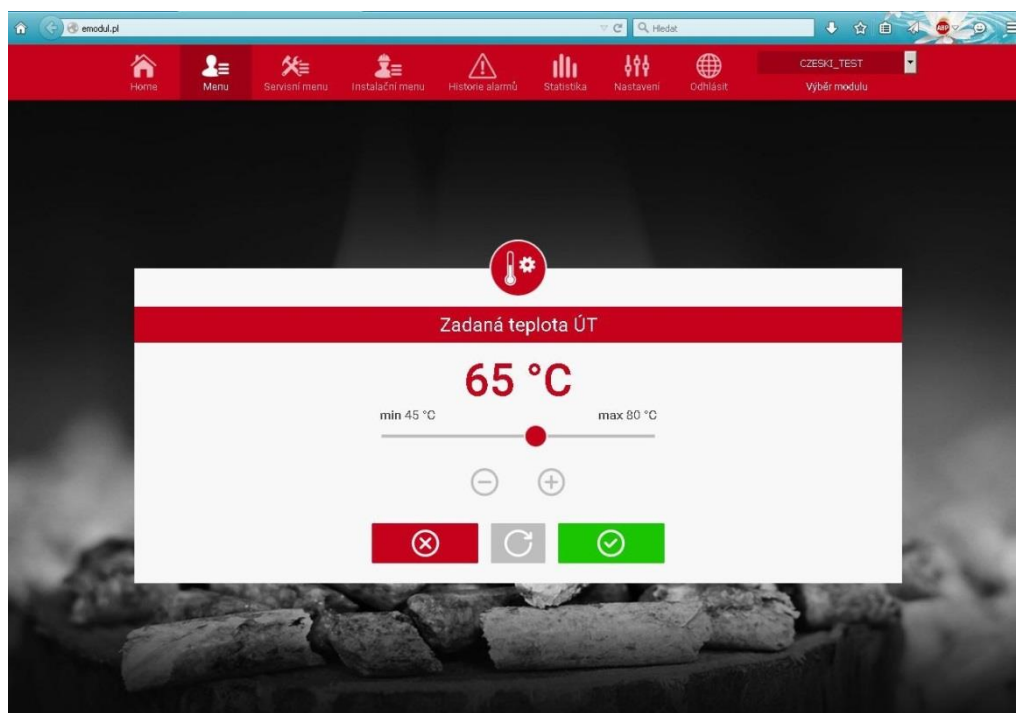 emodul.pl
Hledat
ABP
Home
Menu
Servisní menu
Instalační menu
Historie alarmů
Statistika
Nastavení
Odhlásit
CZESKI_TEST
Výběr modulu
Zadaná teplota ÚT
65 °C
min 45 °C max 80 °C